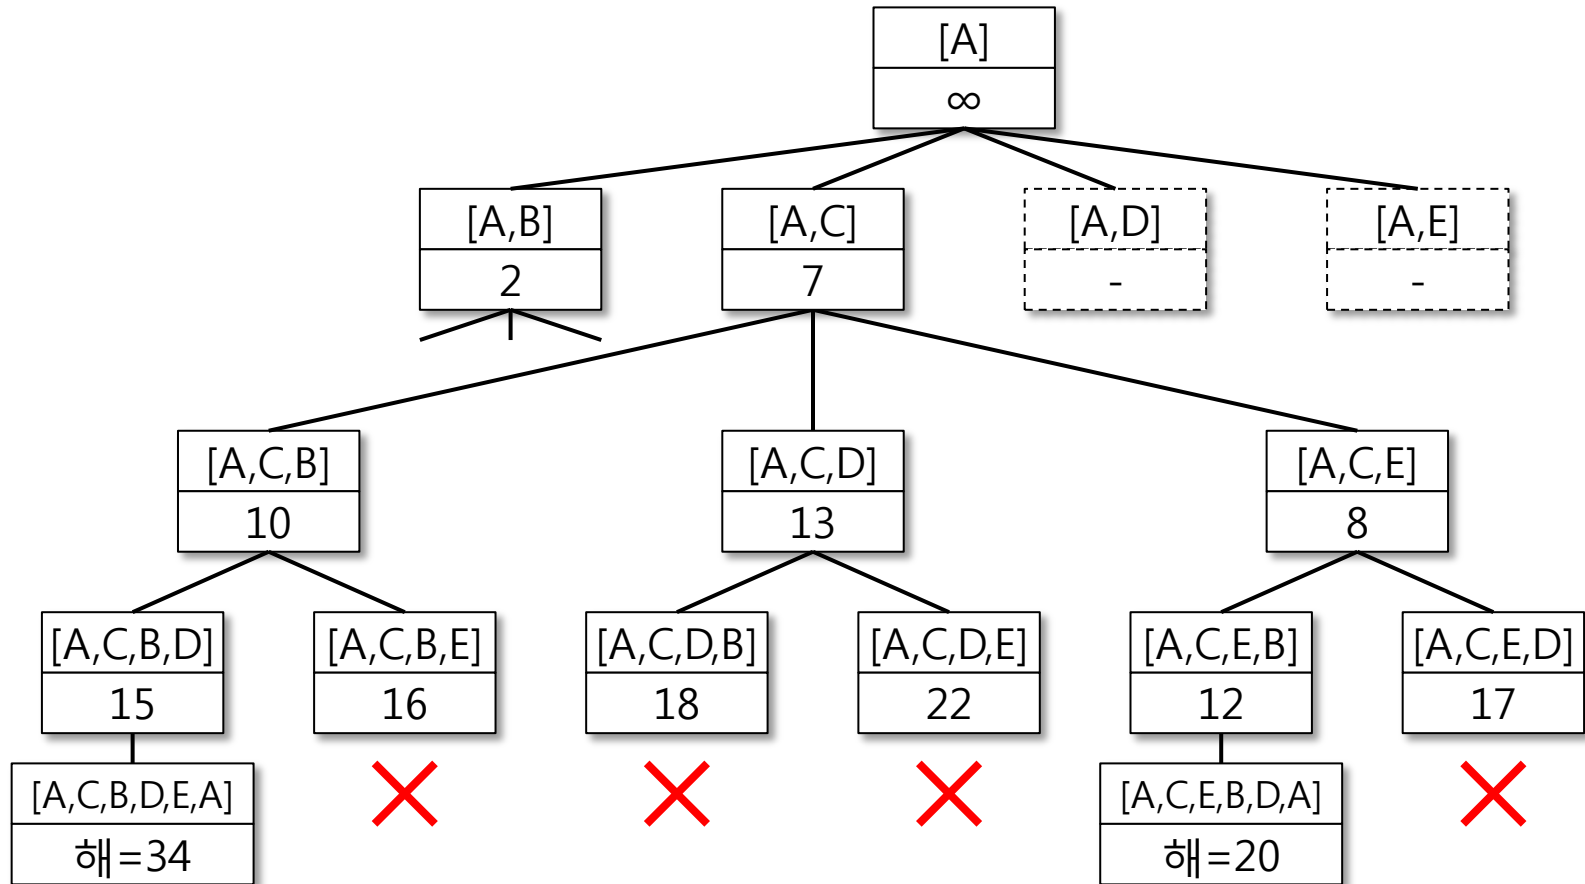 [A]
∞
[A,B]
2
[A,C]
7
[A,D]
-
[A,E]
-
[A,C,B]
10
[A,C,D]
13
[A,C,E]
8
[A,C,B,D]
15
[A,C,B,E]
16
[A,C,D,B]
18
[A,C,D,E]
22
[A,C,E,B]
12
[A,C,E,D]
17
[A,C,B,D,E,A]
해=34
[A,C,E,B,D,A]
해=20